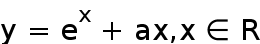 y = e^x + ax, x ∈ R